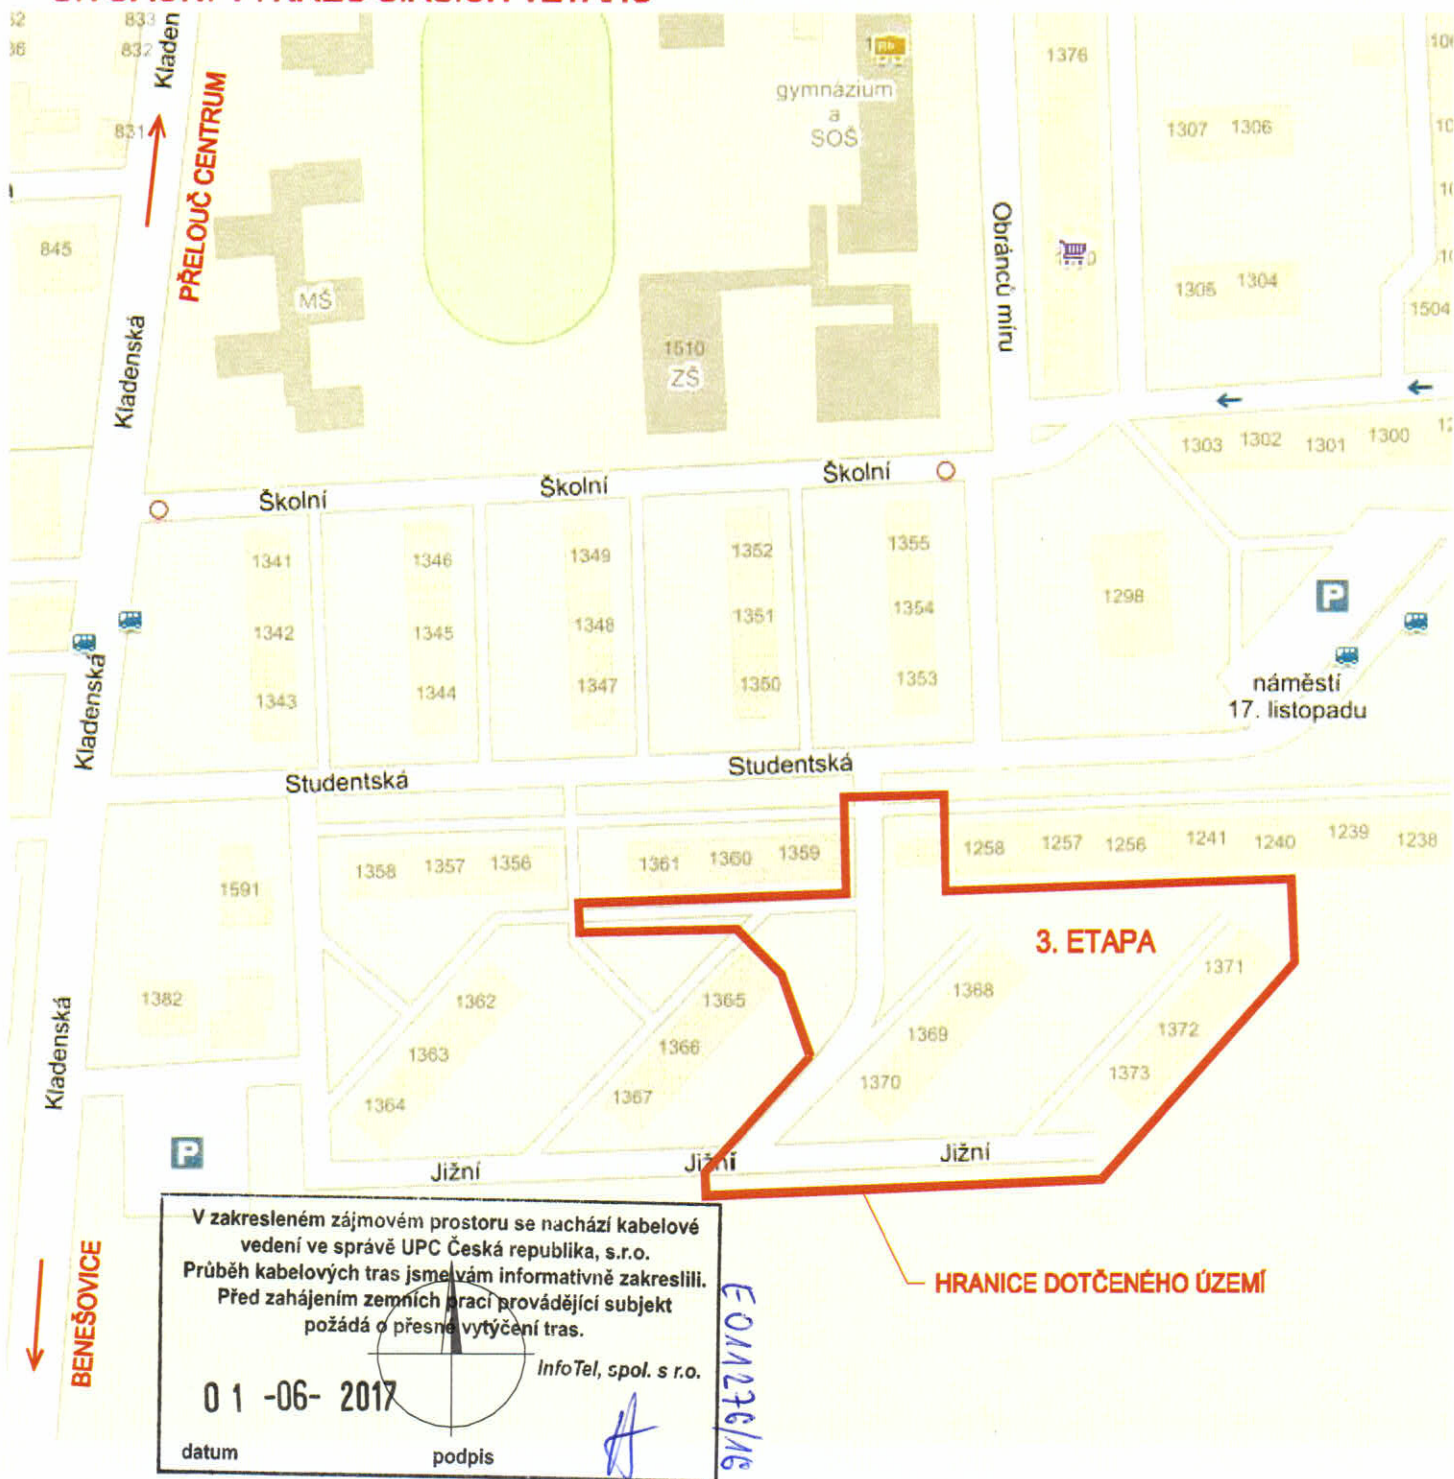 833
832
Kladen
831
PŘELOUČ CENTRUM
845
Kladenská
MŠ
gymnázium
a
SOŠ
1510
ZŠ
Obránců míru
1376
1307 1306
1305 1304
1504
1303 1302 1301 1300
Školní Školní Školní
1341 1346 1349 1352 1355
1342 1345 1348 1351 1354
1343 1344 1347 1350 1353
1298
P
náměstí
17. listopadu
Kladenská
Studentská Studentská
1358 1357 1356 1361 1360 1359 1258 1257 1256 1241 1240 1239 1238
1591
3. ETAPA
1382
1362 1365 1368 1371
1363 1366 1369 1372
1364 1367 1370 1373
Kladenská
P
Jižní Jižní Jižní
HRANICE DOTČENÉHO ÚZEMÍ
BENEŠOVICE
V zakresleném zájmovém prostoru se nachází kabelové
vedení ve správě UPC Česká republika, s.r.o.
Průběh kabelových tras jsme vám informativně zakreslili.
Před zahájením zemních prací provádějící subjekt
požádá o přesné vytýčení tras.
InfoTel, spol. s r.o.
01 -06- 2017
datum podpis